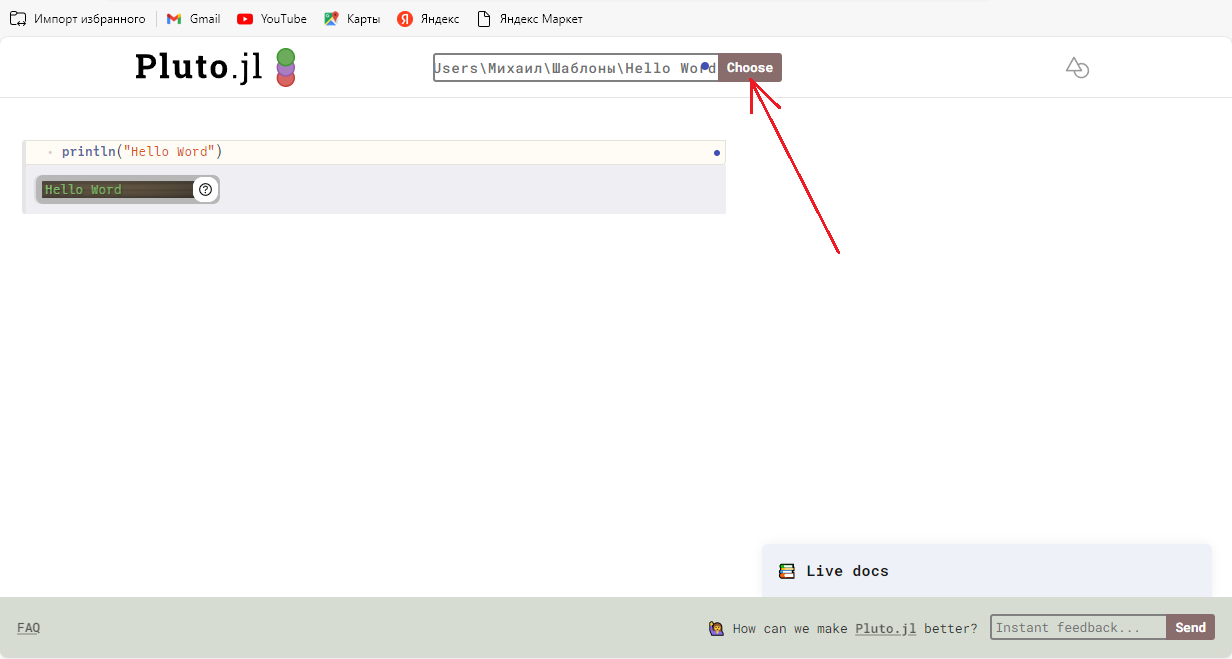 Импорт избранного Gmail YouTube Карты Яндекс Яндекс Маркет
Pluto.jl Users\Михаил\Шаблоны\Hello Word Choose
println("Hello Word")
Hello Word
Live docs
FAQ How can we make Pluto.jl better? Instant feedback... Send